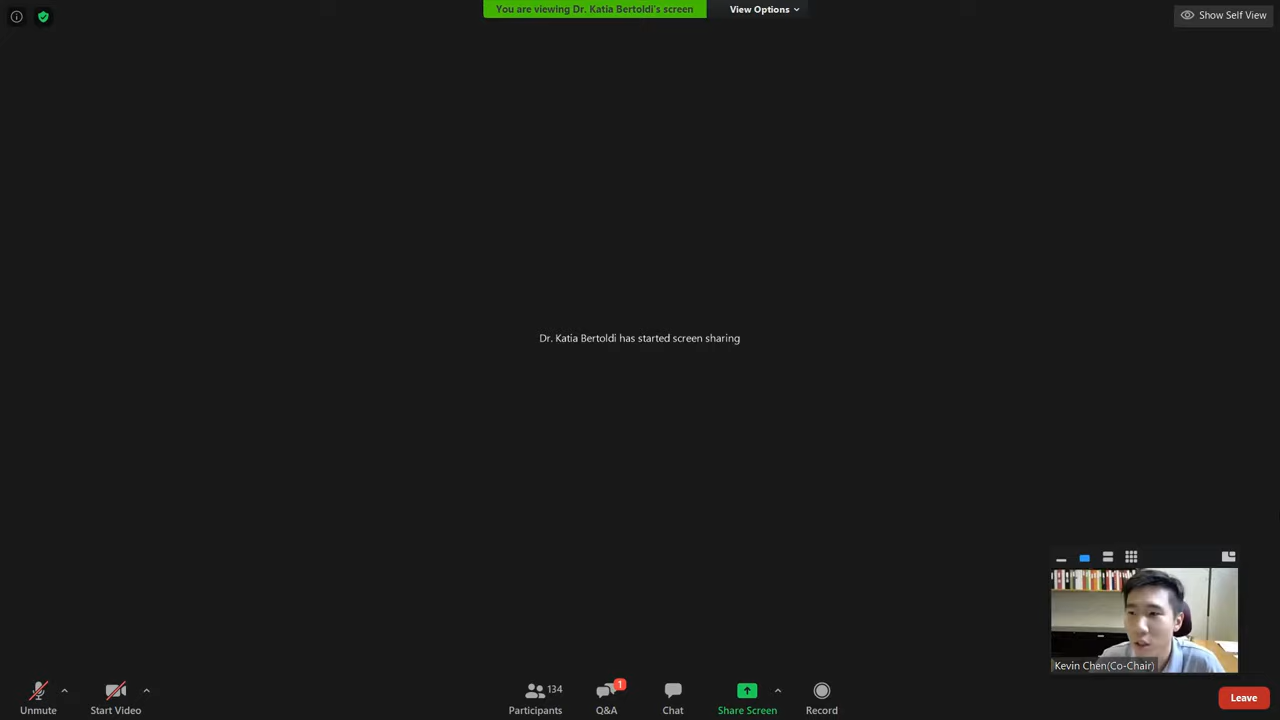 You are viewing Dr. Katia Bertoldi's screen
View Options
Show Self View
Dr. Katia Bertoldi has started screen sharing
Kevin Chen(Co-Chair)
Unmute
Start Video
134
Participants
1
Q&A
Chat
Share Screen
Record
Leave